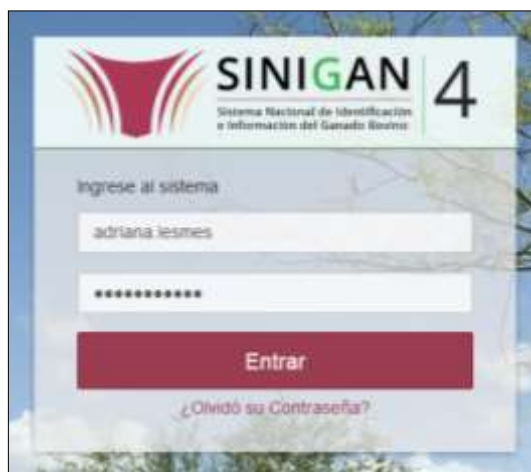 SINIGAN 4
Sistema Nacional de Identificación
e Información del Ganado Bovino
Ingrese al sistema
adriana lesmes
•••••••••••
Entrar
¿Olvidó su Contraseña?